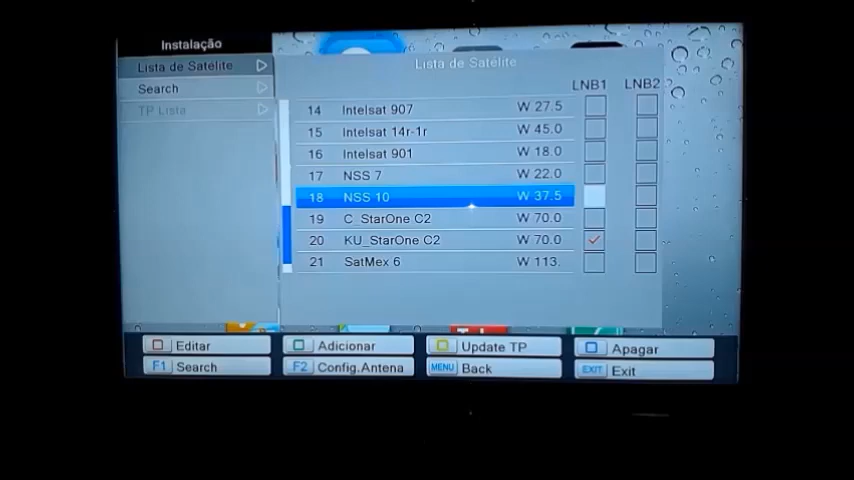 Instalação
Lista de Satélite
Search
TP Lista
Lista de Satélite
LNB1 LNB2
14 Intelsat 907 W 27.5
15 Intelsat 14r-1r W 45.0
16 Intelsat 901 W 18.0
17 NSS 7 W 22.0
18 NSS 10 W 37.5
19 C_StarOne C2 W 70.0
20 KU_StarOne C2 W 70.0
21 SatMex 6 W 113.
Editar Adicionar Update TP Apagar
F1 Search F2 Config.Antena MENU Back EXIT Exit